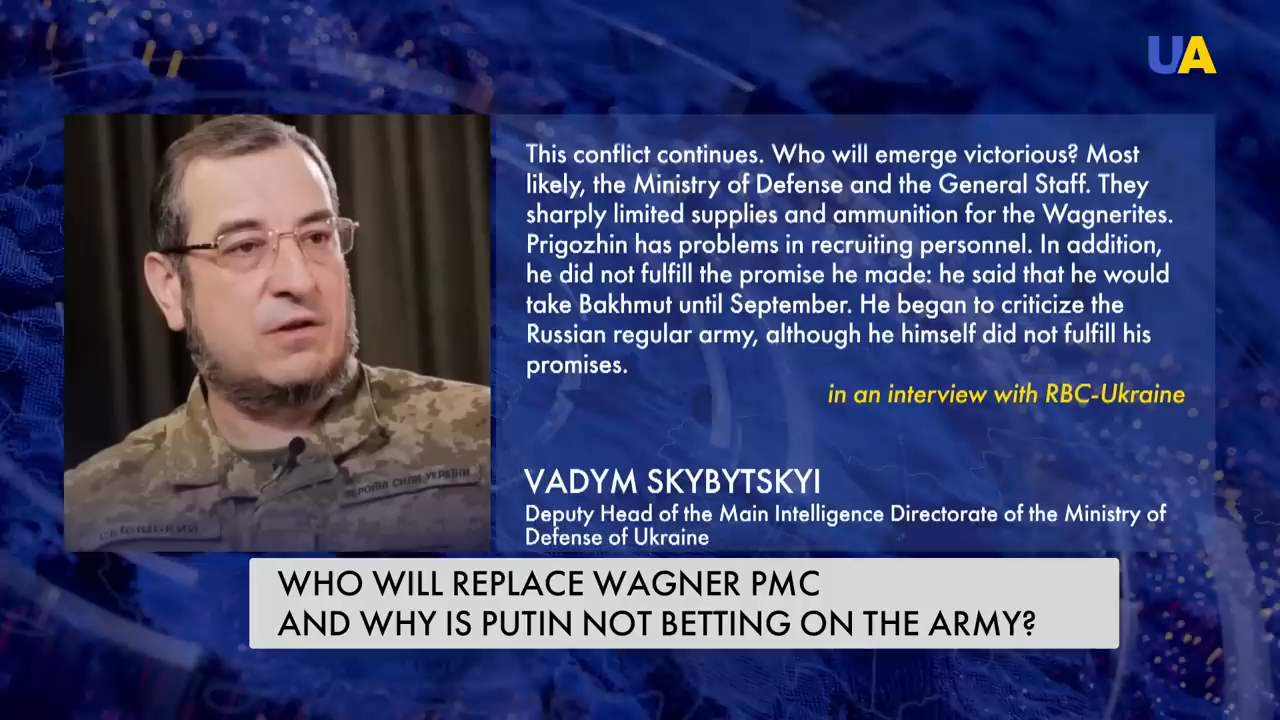 UA
This conflict continues. Who will emerge victorious? Most
likely, the Ministry of Defense and the General Staff. They
sharply limited supplies and ammunition for the Wagnerites.
Prigozhin has problems in recruiting personnel. In addition,
he did not fulfill the promise he made: he said that he would
take Bakhmut until September. He began to criticize the
Russian regular army, although he himself did not fulfill his
promises.
in an interview with RBC-Ukraine
VADYM SKYBYTSKYI
Deputy Head of the Main Intelligence Directorate of the Ministry of
Defense of Ukraine
СИЛИ УКРАЇНИ
WHO WILL REPLACE WAGNER PMC
AND WHY IS PUTIN NOT BETTING ON THE ARMY?